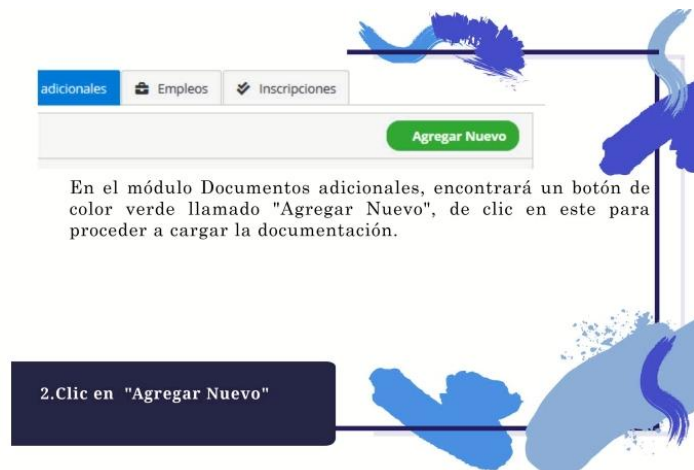 adicionales Empleos Inscripciones
Agregar Nuevo
En el módulo Documentos adicionales, encontrará un botón de
color verde llamado "Agregar Nuevo", de clic en este para
proceder a cargar la documentación.
2.Clic en "Agregar Nuevo"